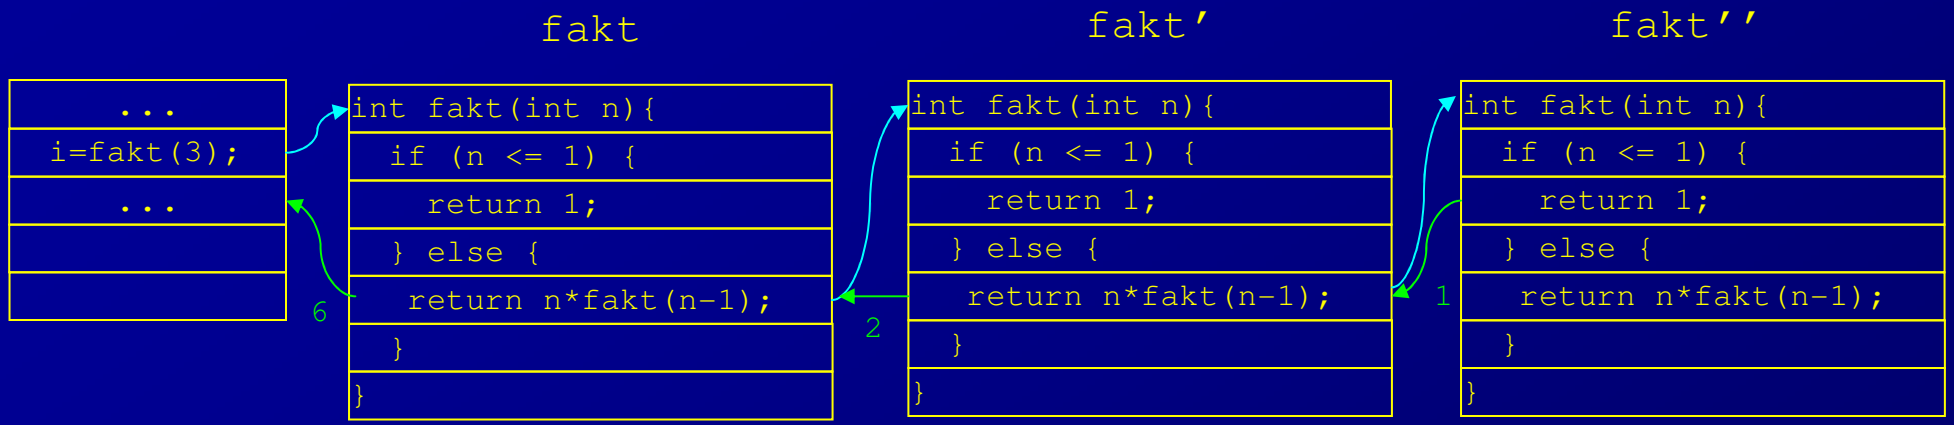 fakt
fakt'
fakt''
...
i=fakt(3);
...
6
int fakt(int n){
if (n <= 1) {
return 1;
} else {
return n*fakt(n-1);
}
}
2
int fakt(int n){
if (n <= 1) {
return 1;
} else {
return n*fakt(n-1);
}
}
1
int fakt(int n){
if (n <= 1) {
return 1;
} else {
return n*fakt(n-1);
}
}